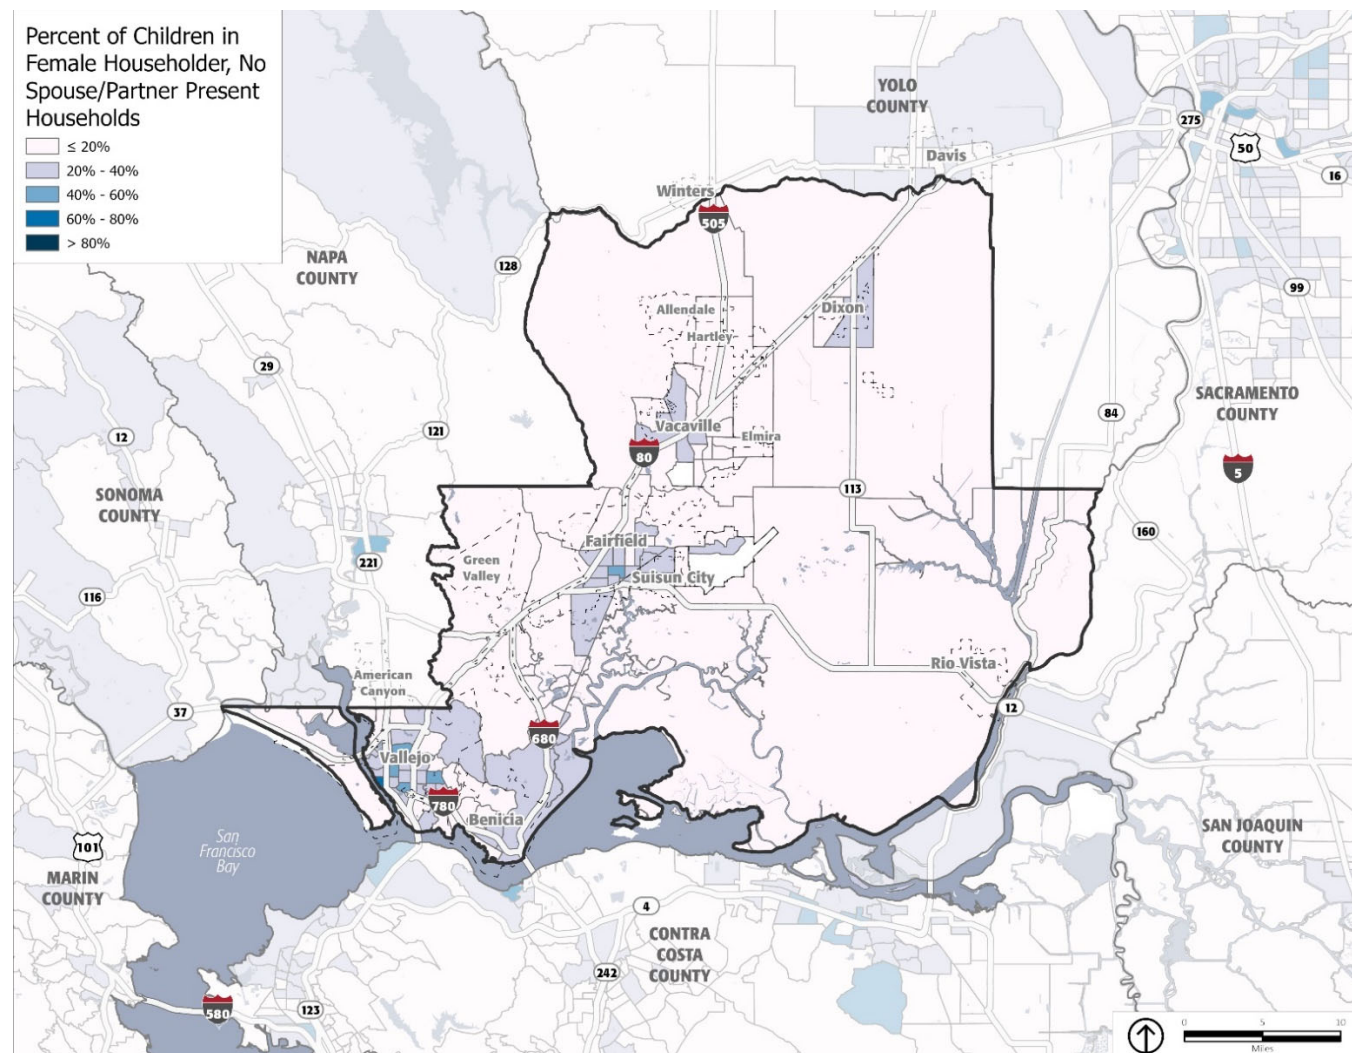 Percent of Children in
Female Householder, No
Spouse/Partner Present
Households
≤ 20%
20% - 40%
40% - 60%
60% - 80%
> 80%
YOLO
COUNTY
275
50
Davis
16
Winters
505
NAPA
COUNTY
128
99
Allendale
Dixon
Hartley
29
SACRAMENTO
COUNTY
84
12
121
Vacaville
Elmira
80
5
SONOMA
COUNTY
113
160
Fairfield
Green
Valley
221
Suisun City
116
Rio Vista
American
Canyon
37
12
680
Vallejo
780
Benicia
San
Francisco
Bay
101
MARIN
COUNTY
SAN JOAQUIN
COUNTY
4
CONTRA
COSTA
COUNTY
242
580
123
0
5
10
Miles